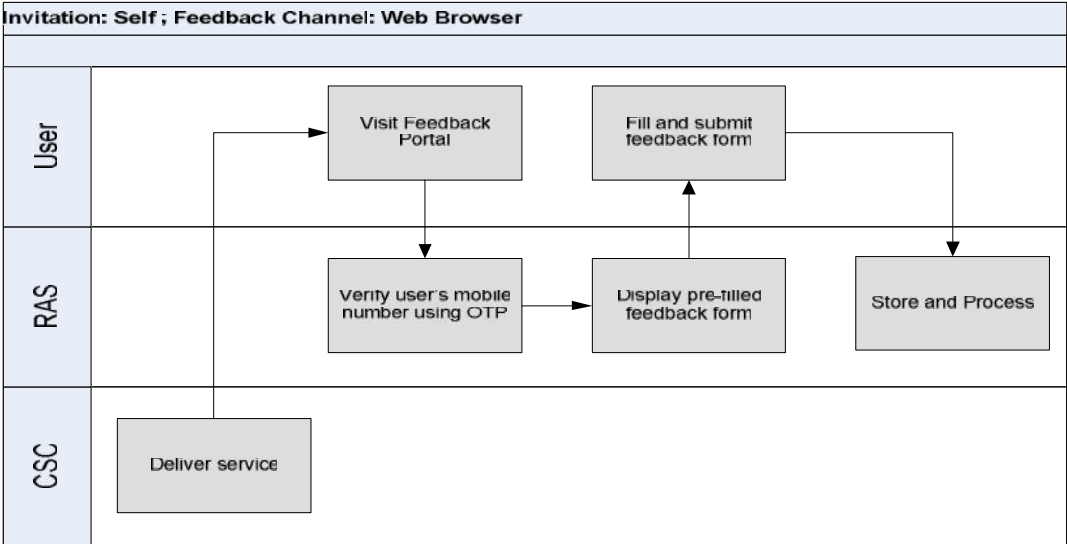 Invitation: Self ; Feedback Channel: Web Browser
User
Visit Feedback
Portal
Fill and submit
feedback form
RAS
Verify user's mobile
number using OTP
Display pre-filled
feedback form
Store and Process
CSC
Deliver service